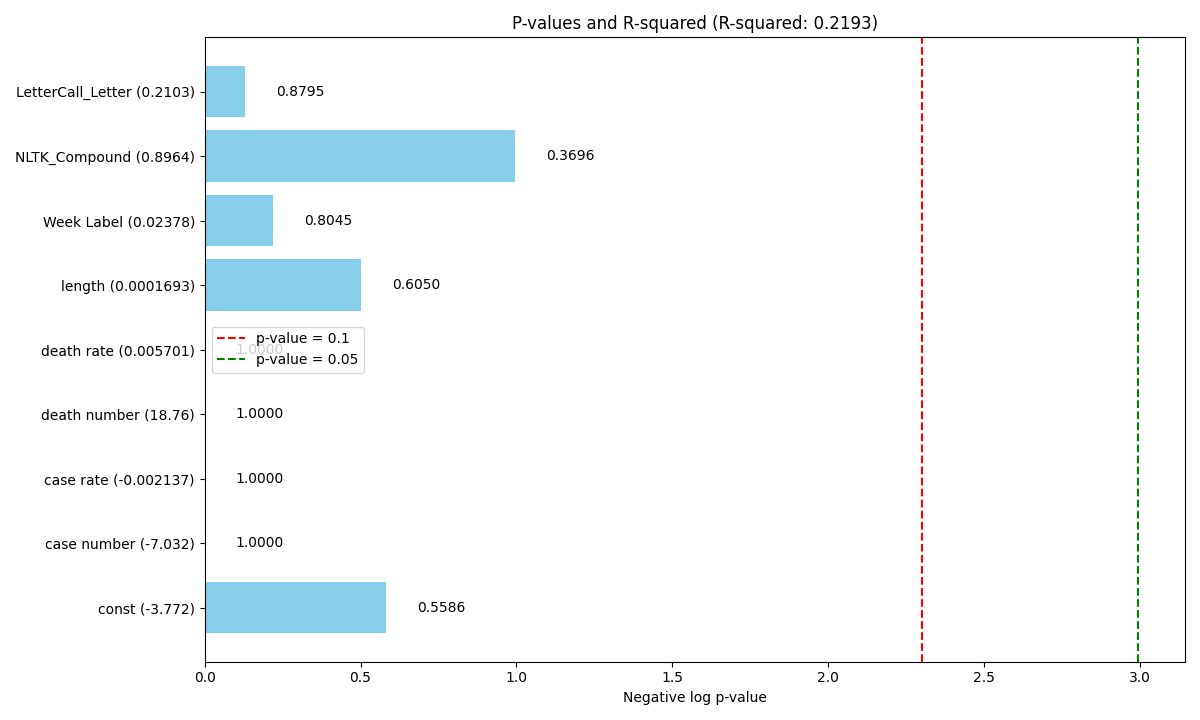 P-values and R-squared (R-squared: 0.2193)
LetterCall_Letter (0.2103)
0.8795
NLTK_Compound (0.8964)
0.3696
Week Label (0.02378)
0.8045
length (0.0001693)
0.6050
death rate (0.005701)
1.0000
p-value = 0.1
p-value = 0.05
death number (18.76)
1.0000
case rate (-0.002137)
1.0000
case number (-7.032)
1.0000
const (-3.772)
0.5586
0.0 0.5 1.0 1.5 2.0 2.5 3.0
Negative log p-value